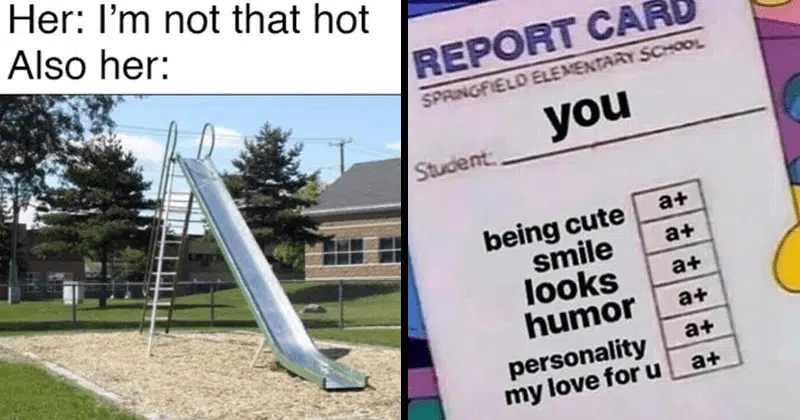 Her: I'm not that hot
Also her:
REPORT CARD
SPRINGFIELD ELEMENTARY SCHOOL
you
Student:
being cute a+
smile a+
looks a+
humor a+
personality a+
my love for u a+